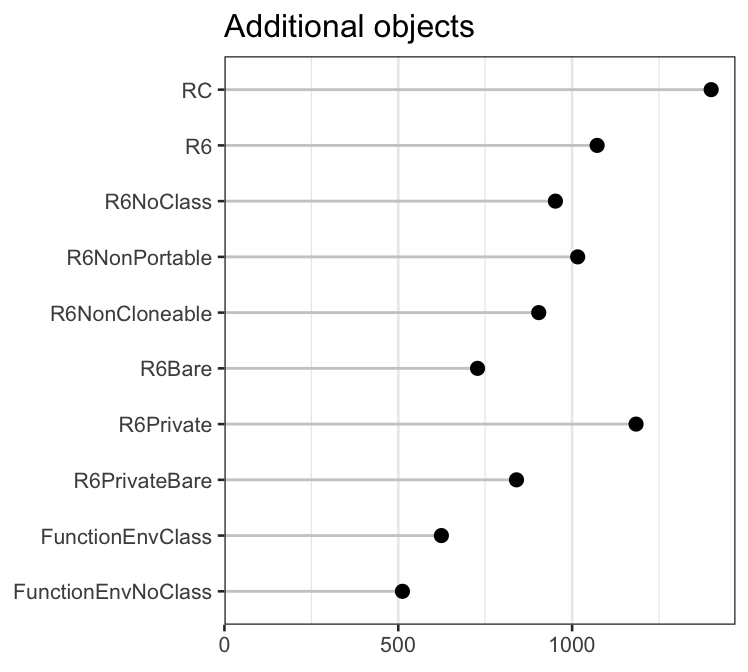 Additional objects
RC
R6
R6NoClass
R6NonPortable
R6NonCloneable
R6Bare
R6Private
R6PrivateBare
FunctionEnvClass
FunctionEnvNoClass
0 500 1000